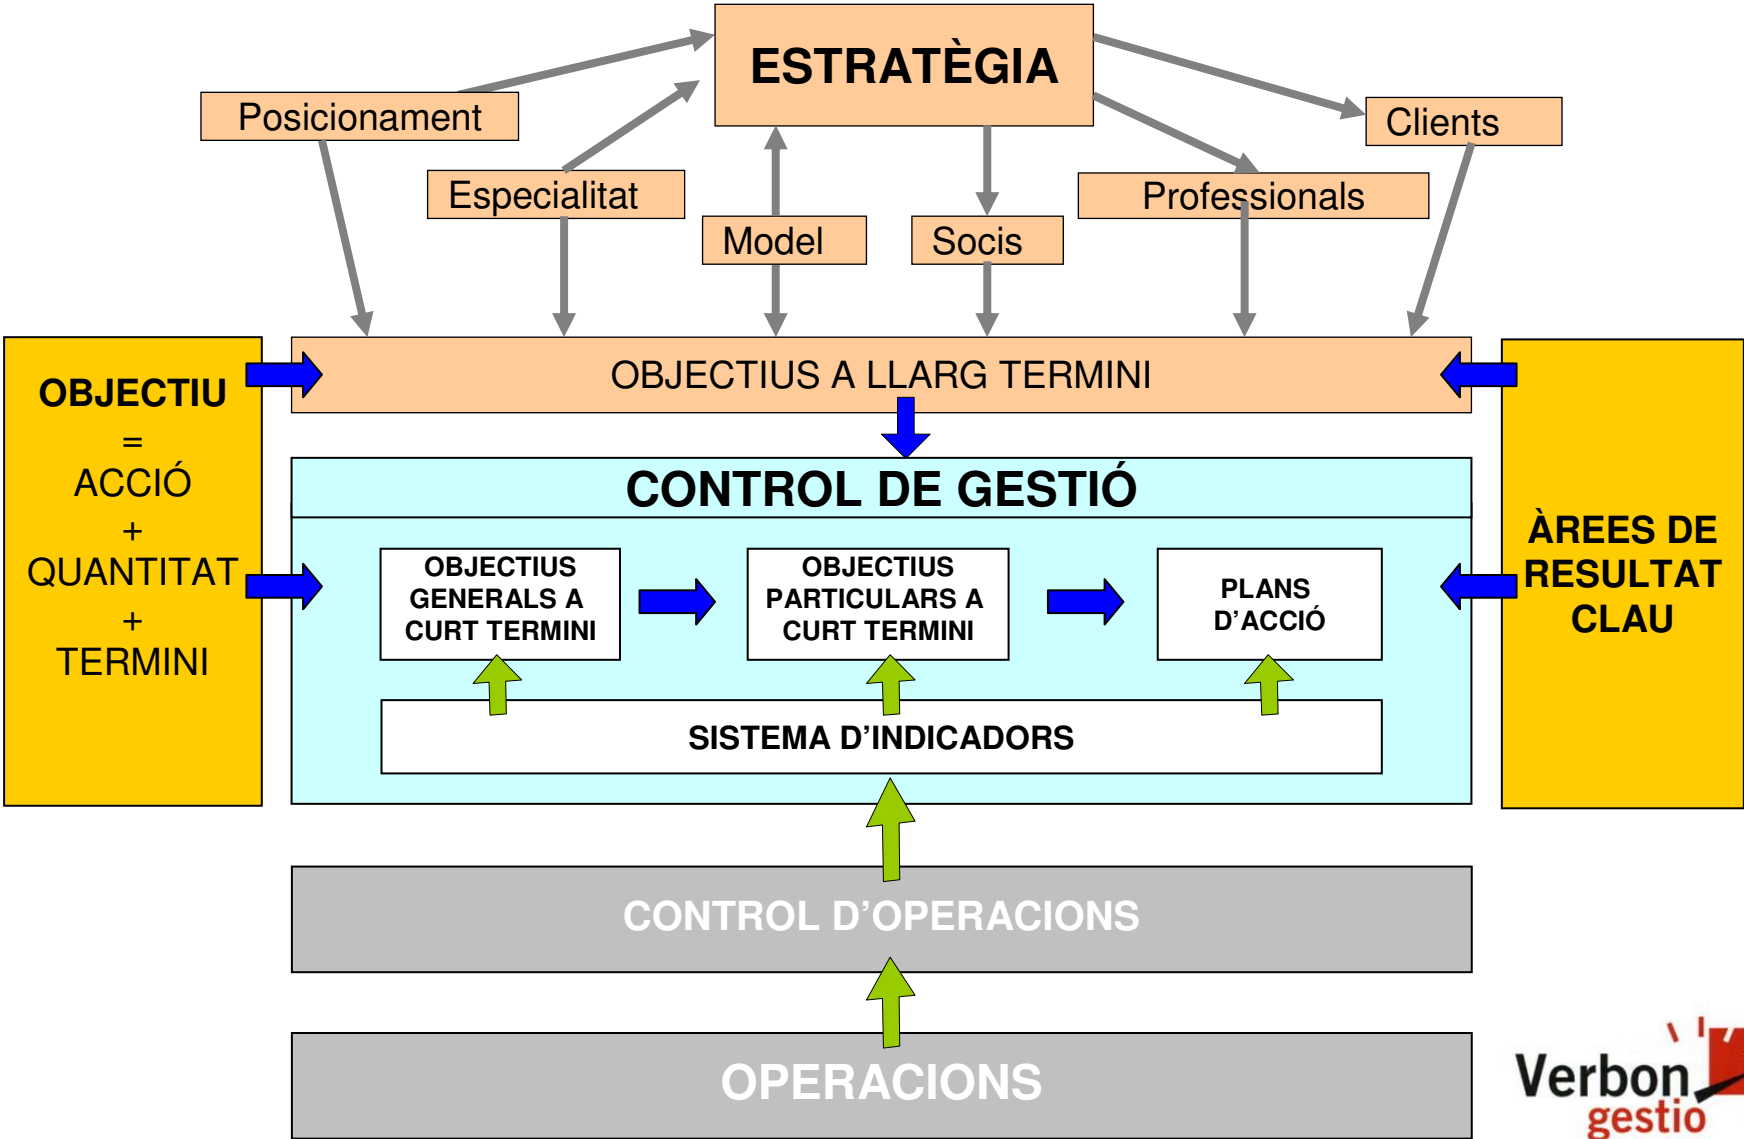 ESTRATÈGIA
Posicionament
Clients
Especialitat
Professionals
Model
Socis
OBJECTIUS A LLARG TERMINI
OBJECTIU
=
ACCIÓ
+
QUANTITAT
+
TERMINI
CONTROL DE GESTIÓ
OBJECTIUS
GENERALS A
CURT TERMINI
OBJECTIUS
PARTICULARS A
CURT TERMINI
PLANS
D’ACCIÓ
SISTEMA D’INDICADORS
ÀREES DE
RESULTAT
CLAU
CONTROL D’OPERACIONS
OPERACIONS
Verbon
gestio